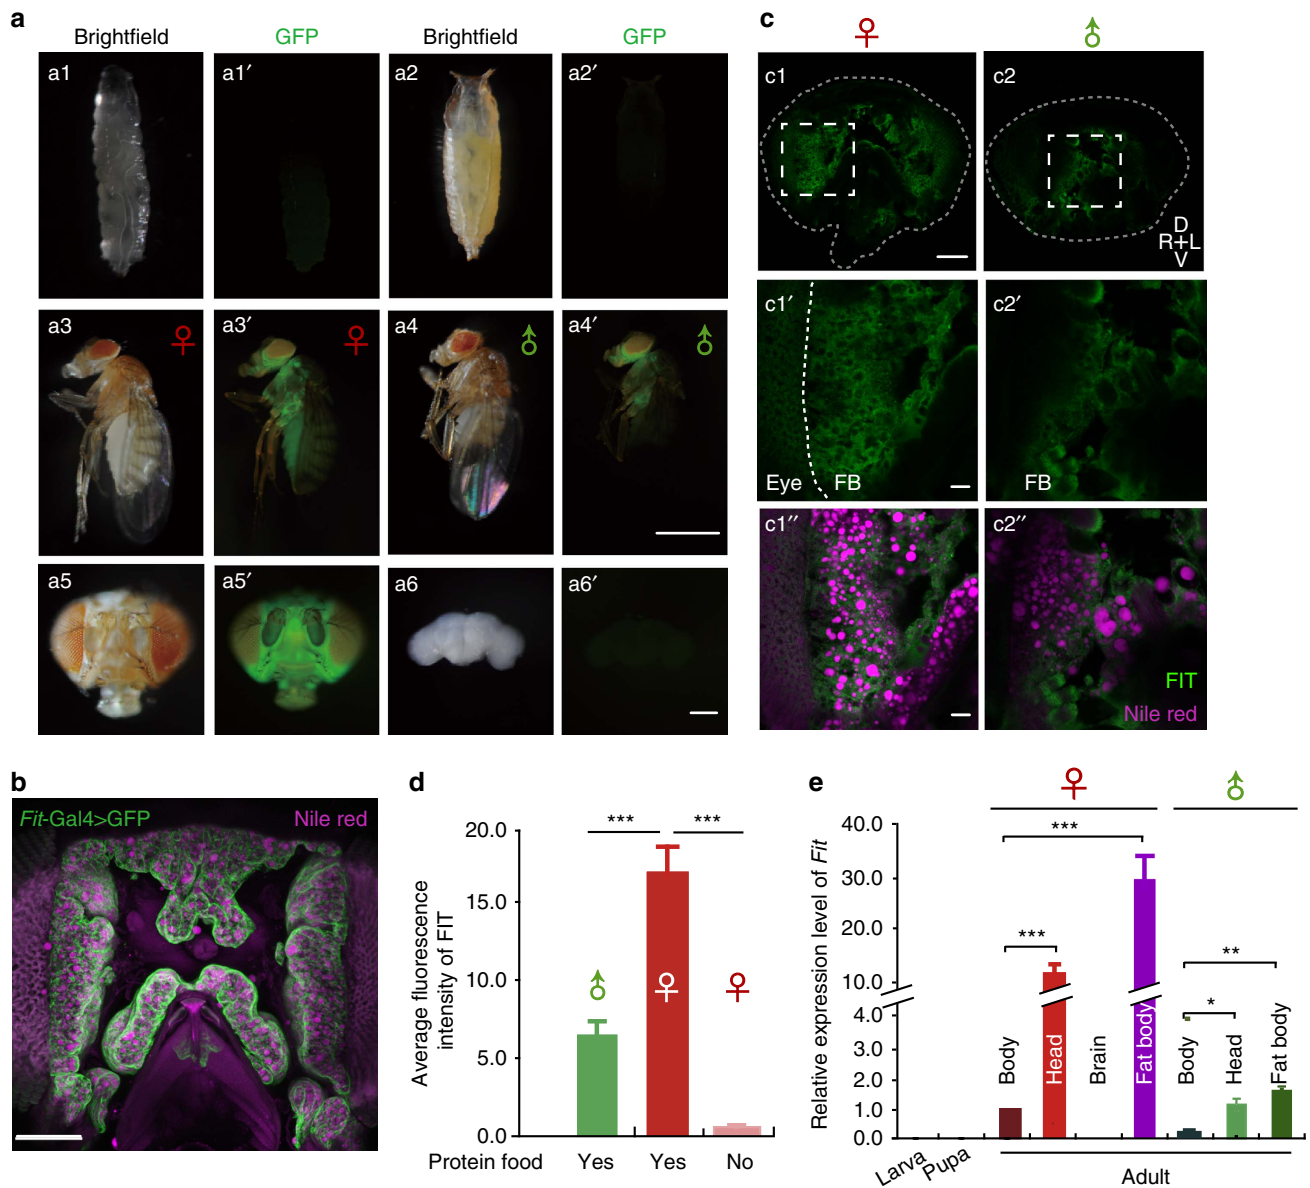 a
Brightfield GFP Brightfield GFP
a1 a1′ a2 a2′
a3 ♀ a3′ ♀ a4 ♂ a4′ ♂
a5 a5′ a6 a6′
b
Fit-Gal4>GFP Nile red
c
♀ ♂
c1 c2
D
R+L
V
c1′ c2′
Eye FB FB
c1″ c2″
FIT
Nile red
d
Average fluorescence
intensity of FIT
20.0
15.0
10.0
5.0
0.0
*** ***
♂ ♀ ♀
Protein food Yes Yes No
e
♀ ♂
Relative expression level of Fit
40.0
30.0
20.0
10.0
4.0
3.0
2.0
1.0
0.0
***
***
**
*
Body Head Brain Fat body Body Head Fat body
Larva Pupa
Adult